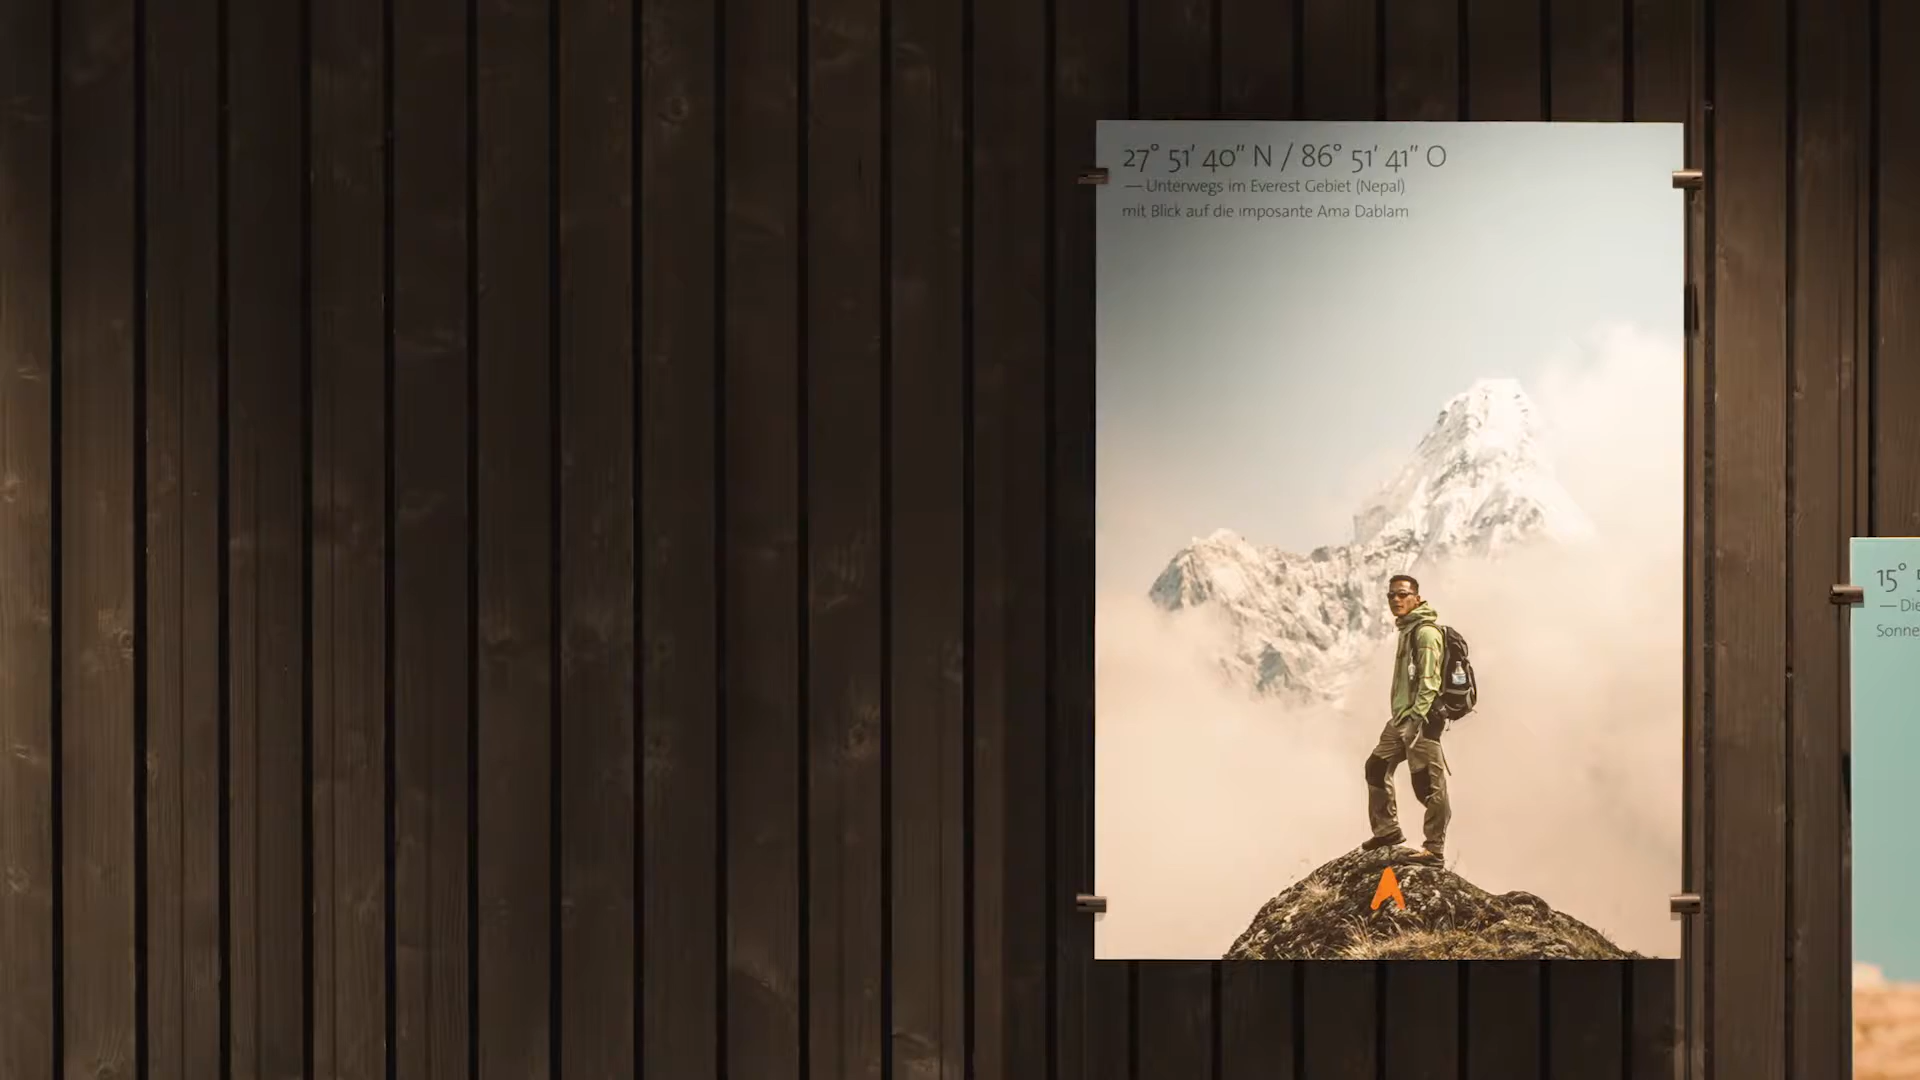 27° 51′ 40″ N / 86° 51′ 41″ O
— Unterwegs im Everest Gebiet (Nepal)
mit Blick auf die imposante Ama Dablam
15°
— Die
Sonne